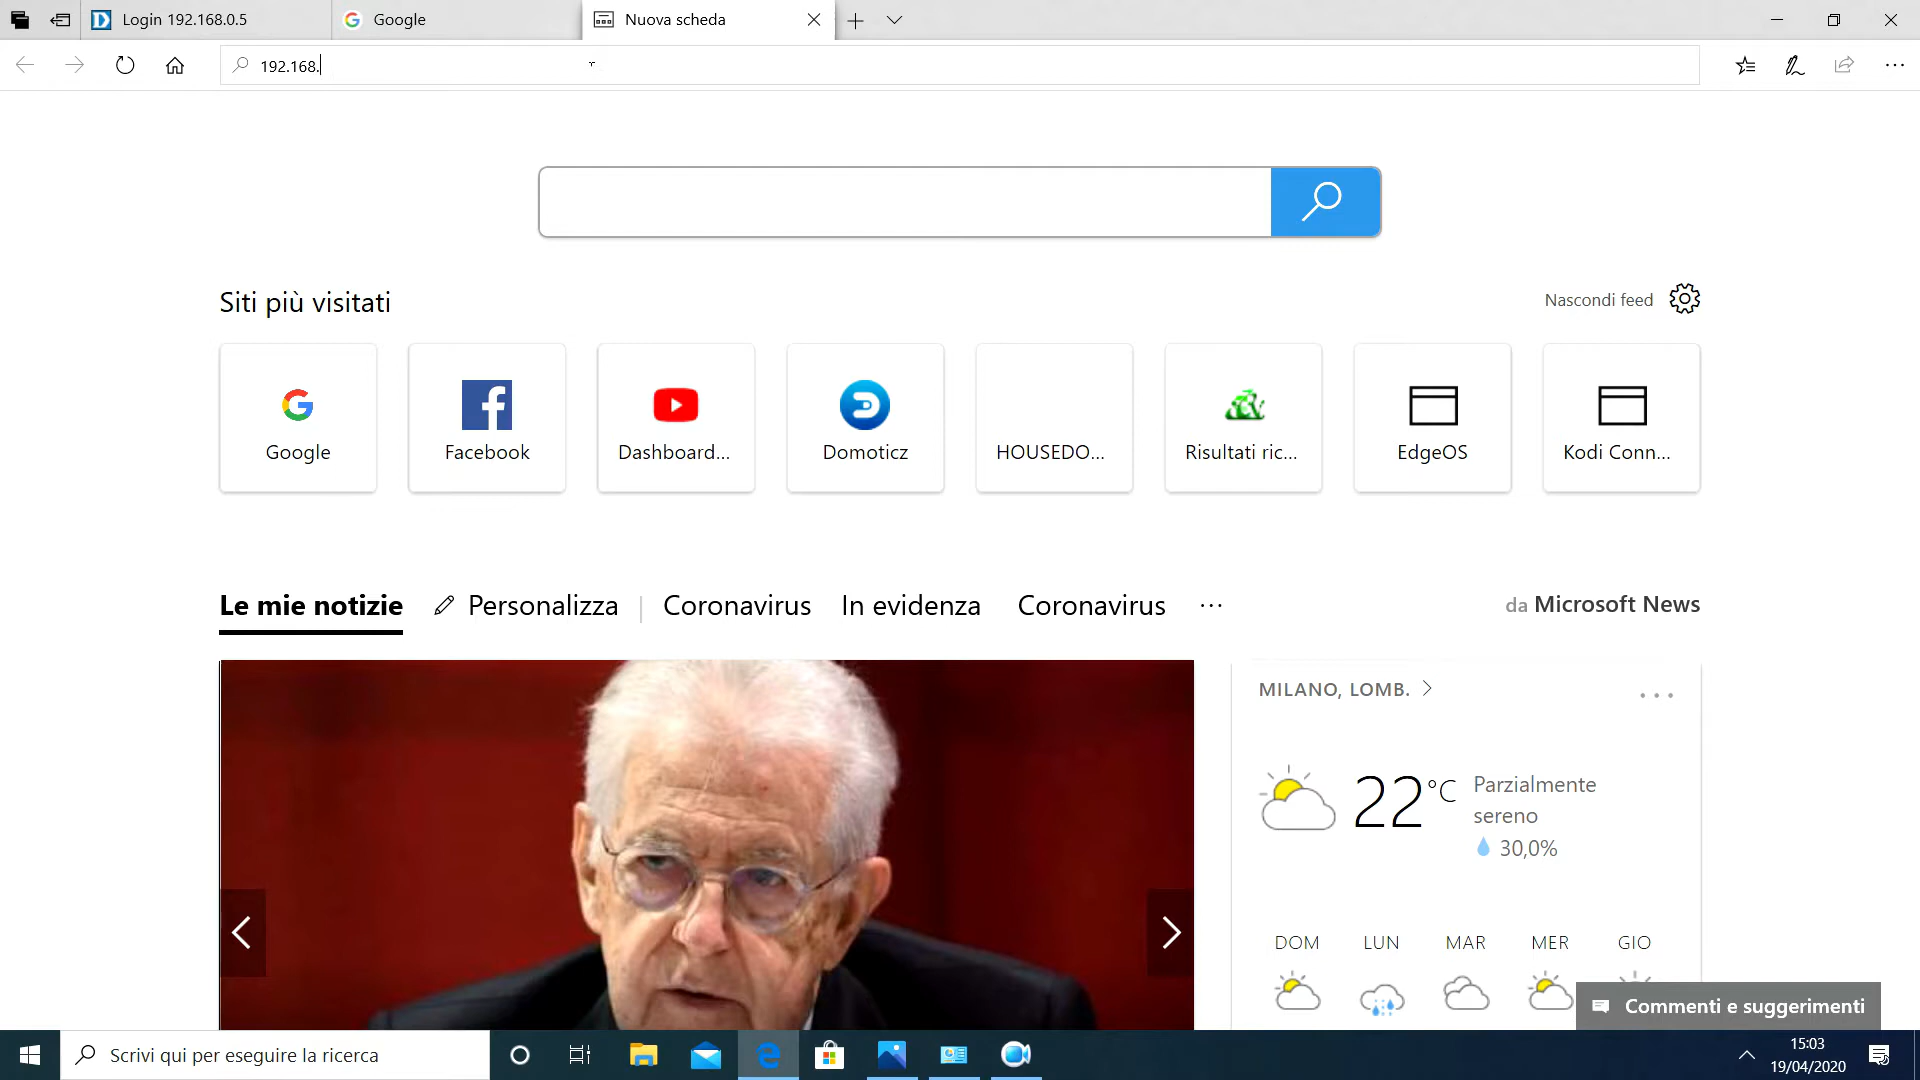 Login 192.168.0.5
Google
Nuova scheda
192.168.
Siti più visitati
Nascondi feed
Google
Facebook
Dashboard...
Domoticz
HOUSEDO...
Risultati ric...
EdgeOS
Kodi Conn...
Le mie notizie
Personalizza
Coronavirus
In evidenza
Coronavirus
da Microsoft News
MILANO, LOMB.
22 °C
Parzialmente
sereno
30,0%
DOM LUN MAR MER GIO
Commenti e suggerimenti
Scrivi qui per eseguire la ricerca
15:03
19/04/2020